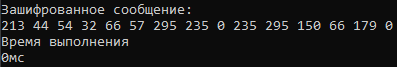 Зашифрованное сообщение:
213 44 54 32 66 57 295 235 0 235 295 150 66 179 0
Время выполнения
0мс